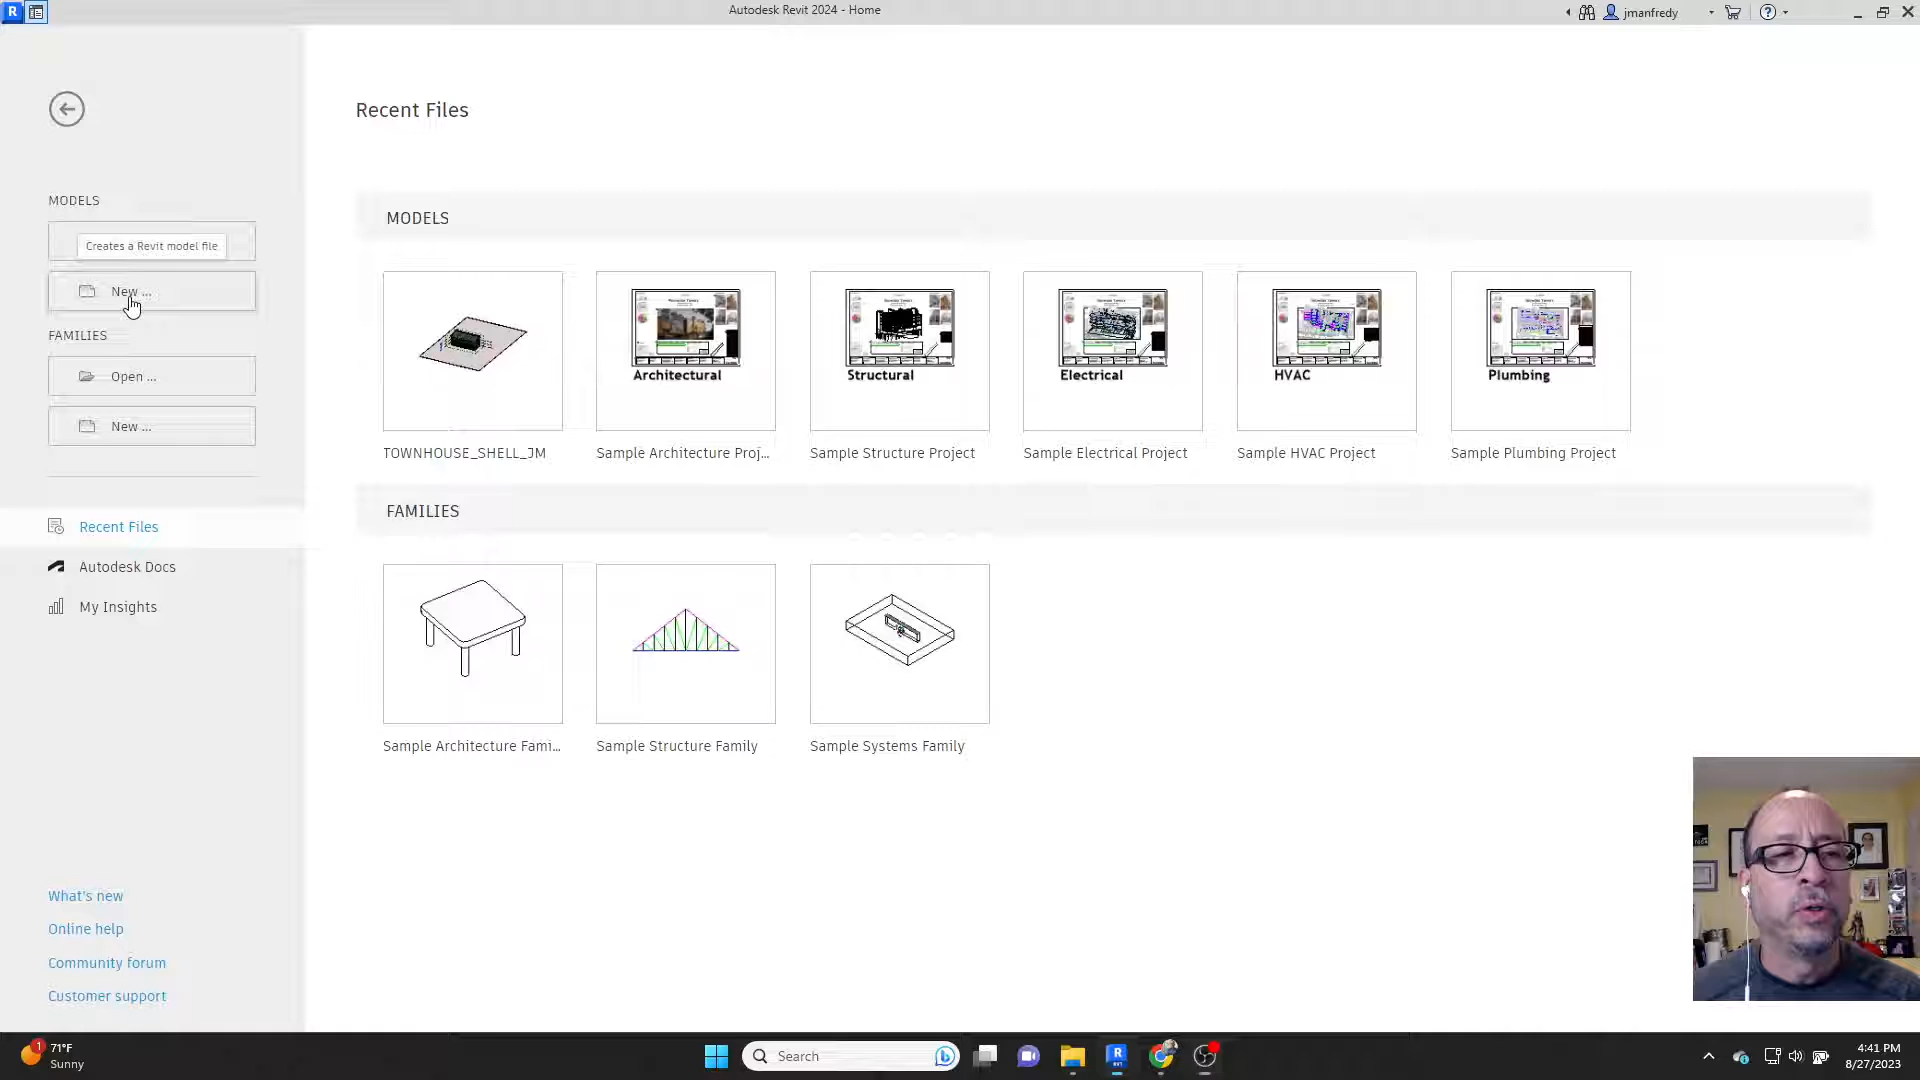 Autodesk Revit 2024 - Home
jmanfredy
Recent Files
MODELS
Creates a Revit model file
New ...
FAMILIES
Open ...
New ...
Recent Files
Autodesk Docs
My Insights
What's new
Online help
Community forum
Customer support
MODELS
Architectural
Structural
Electrical
HVAC
Plumbing
TOWNHOUSE_SHELL_JM
Sample Architecture Proj...
Sample Structure Project
Sample Electrical Project
Sample HVAC Project
Sample Plumbing Project
FAMILIES
Sample Architecture Fami...
Sample Structure Family
Sample Systems Family
1
71°F
Sunny
Search
4:41 PM
8/27/2023